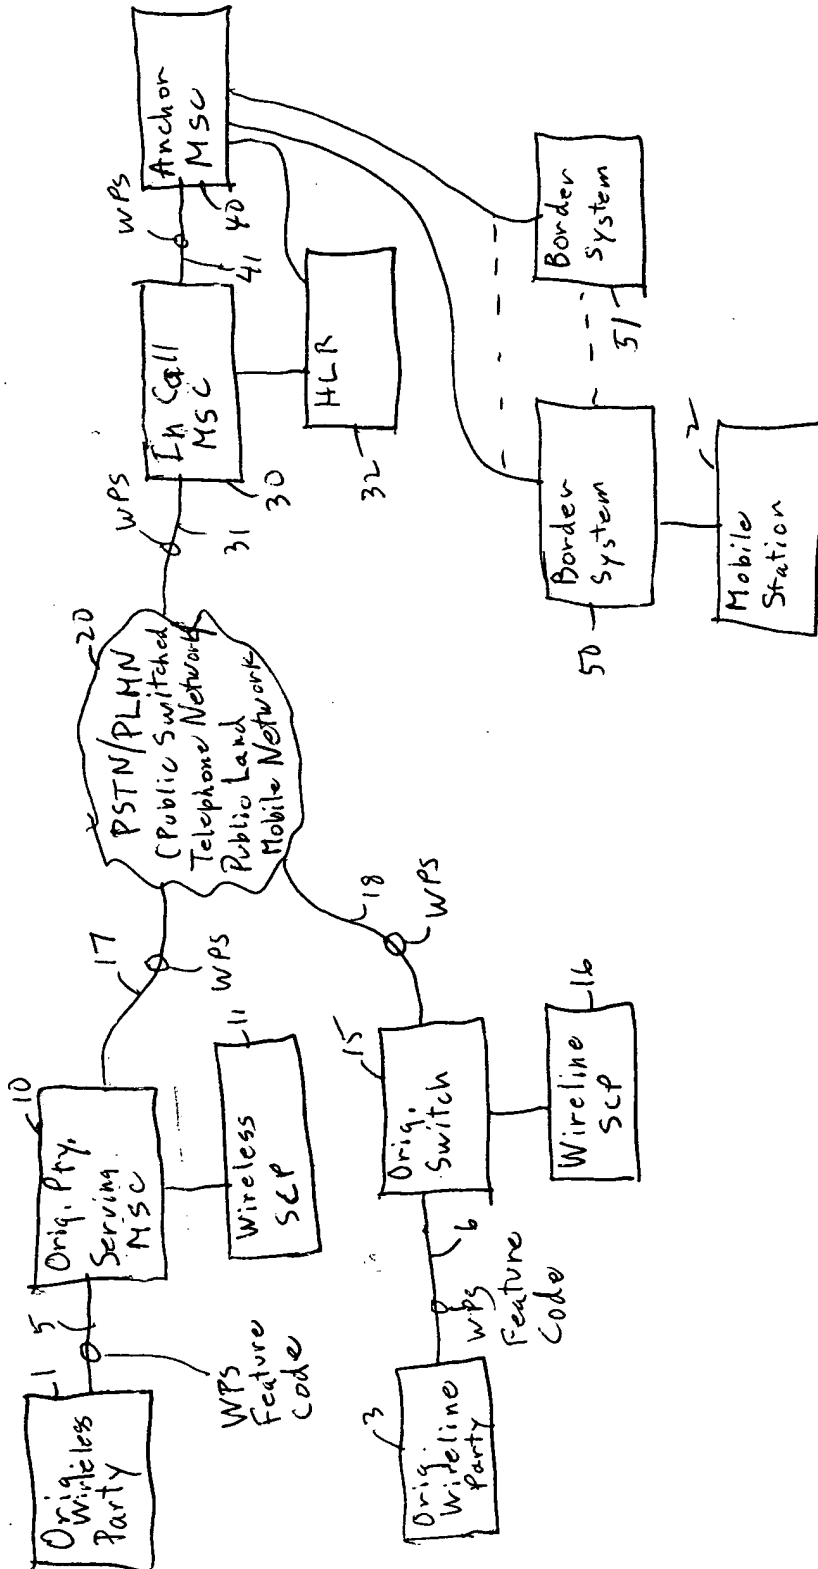 Orig.
Wireless
Party
1
5
WPS
Feature
Code
Orig. Pty.
Serving
MSC
10
Wireless
SCP
11
17
WPS
Orig.
Wireline
Party
3
6
WPS
Feature
Code
Orig.
Switch
15
Wireline
SCP
16
18
WPS
PSTN/PLMN
(Public Switched
Telephone Network
Public Land
Mobile Network
20
WPS
31
In Call
MSC
30
HLR
32
WPS
41
Anchor
MSC
40
Border
System
50
Border
System
51
Mobile
Station
2